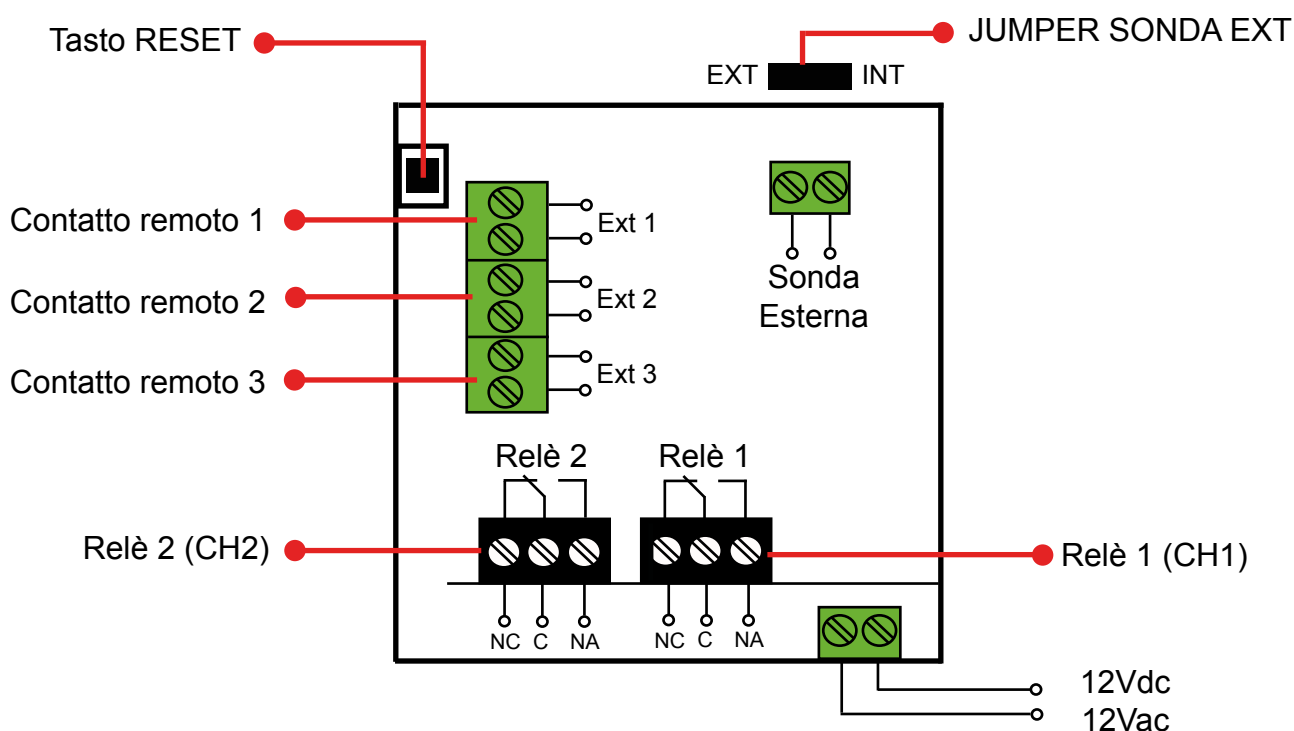 Tasto RESET
JUMPER SONDA EXT
EXT
INT
Contatto remoto 1
Ext 1
Contatto remoto 2
Ext 2
Contatto remoto 3
Ext 3
Sonda
Esterna
Relè 2
Relè 1
Relè 2 (CH2)
Relè 1 (CH1)
NC C NA
NC C NA
12Vdc
12Vac